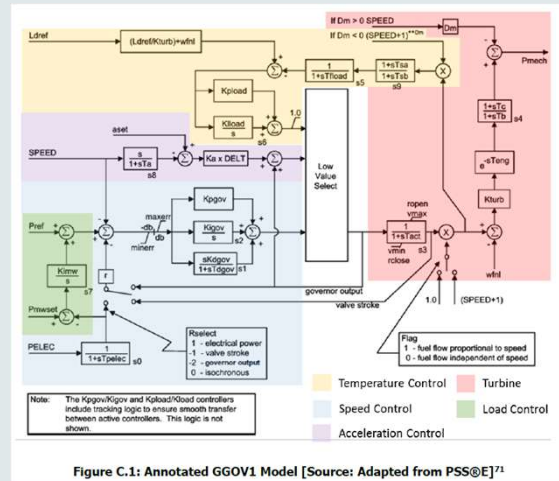 If Dm > 0 SPEED
Dm
If Dm < 0 (SPEED+1)**Dm
Ldref
(Ldref/Kturb)+wfnl
Σ
Pmech
1
1+sTfload
s5
1+sTsa
1+sTsb
s9
X
Kpload
Kiload
s
s6
Σ
1.0
1+sTc
1+sTb
s4
aset
SPEED
s
1+sTa
s8
Σ
Ka x DELT
Σ
Low
Value
Select
e-sTeng
Kturb
Pref
Σ
Σ
-db
db
maxerr
minerr
Kpgov
Kigov
s
s2
sKdgov
1+sTdgov
s1
Σ
ropen
vmax
1
1+sTact
s3
vmin
rclose
X
Σ
wfnl
Kimw
s
s7
r
governor output
valve stroke
1.0
(SPEED+1)
Pmwset
Σ
PELEC
1
1+sTpelec
s0
Rselect
1 - electrical power
-1 - valve stroke
-2 - governor output
0 - isochronous
Flag
1 - fuel flow proportional to speed
0 - fuel flow independent of speed
Note: The Kpgov/Kigov and Kpload/Kload controllers
include tracking logic to ensure smooth transfer
between active controllers. This logic is not
shown.
Temperature Control
Turbine
Speed Control
Load Control
Acceleration Control
Figure C.1: Annotated GGOV1 Model [Source: Adapted from PSS®E]71